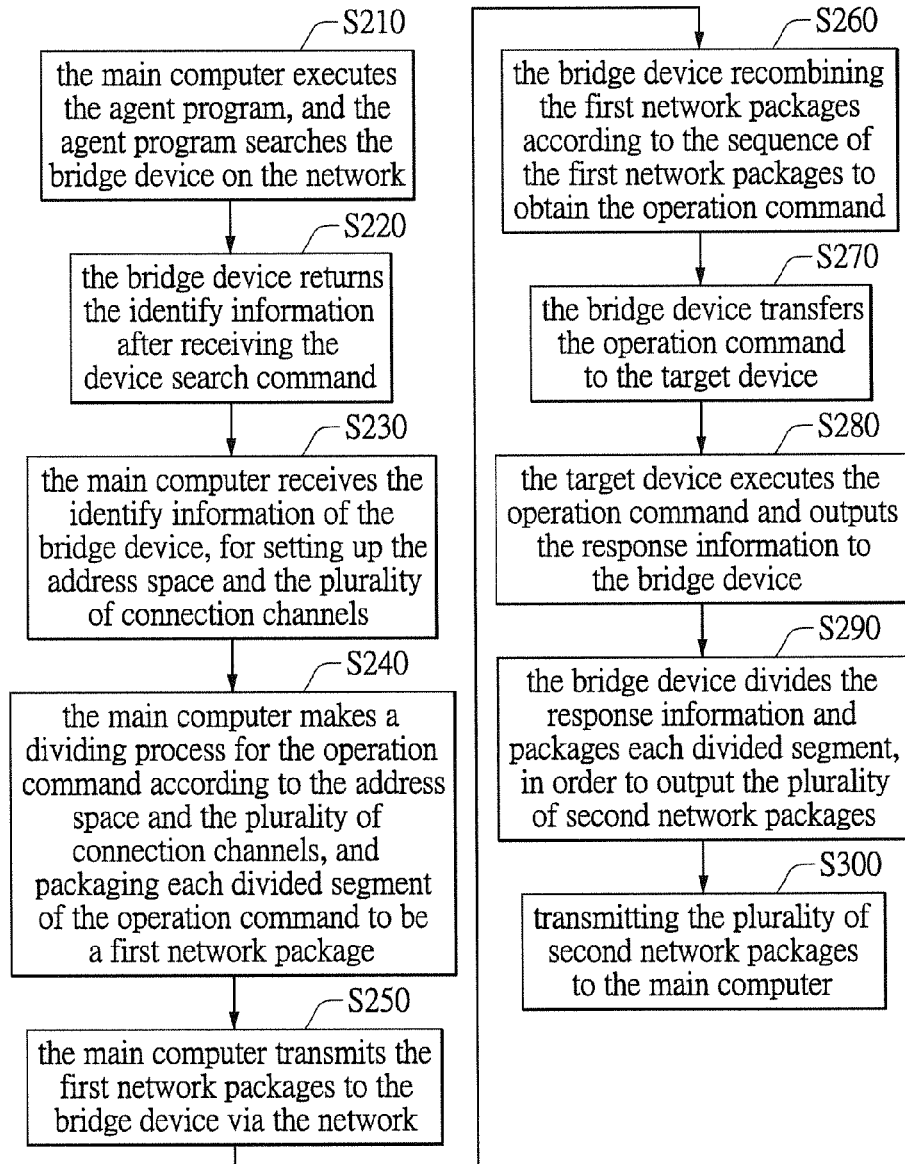 S210
the main computer executes
the agent program, and the
agent program searches the
bridge device on the network
S220
the bridge device returns
the identify information
after receiving the
device search command
S230
the main computer receives the
identify information of the
bridge device, for setting up the
address space and the plurality
of connection channels
S240
the main computer makes a
dividing process for the operation
command according to the address
space and the plurality of
connection channels, and
packaging each divided segment
of the operation command to be
a first network package
S250
the main computer transmits the
first network packages to the
bridge device via the network
S260
the bridge device recombining
the first network packages
according to the sequence of
the first network packages to
obtain the operation command
S270
the bridge device transfers
the operation command
to the target device
S280
the target device executes the
operation command and outputs
the response information to
the bridge device
S290
the bridge device divides the
response information and
packages each divided segment,
in order to output the plurality
of second network packages
S300
transmitting the plurality of
second network packages
to the main computer